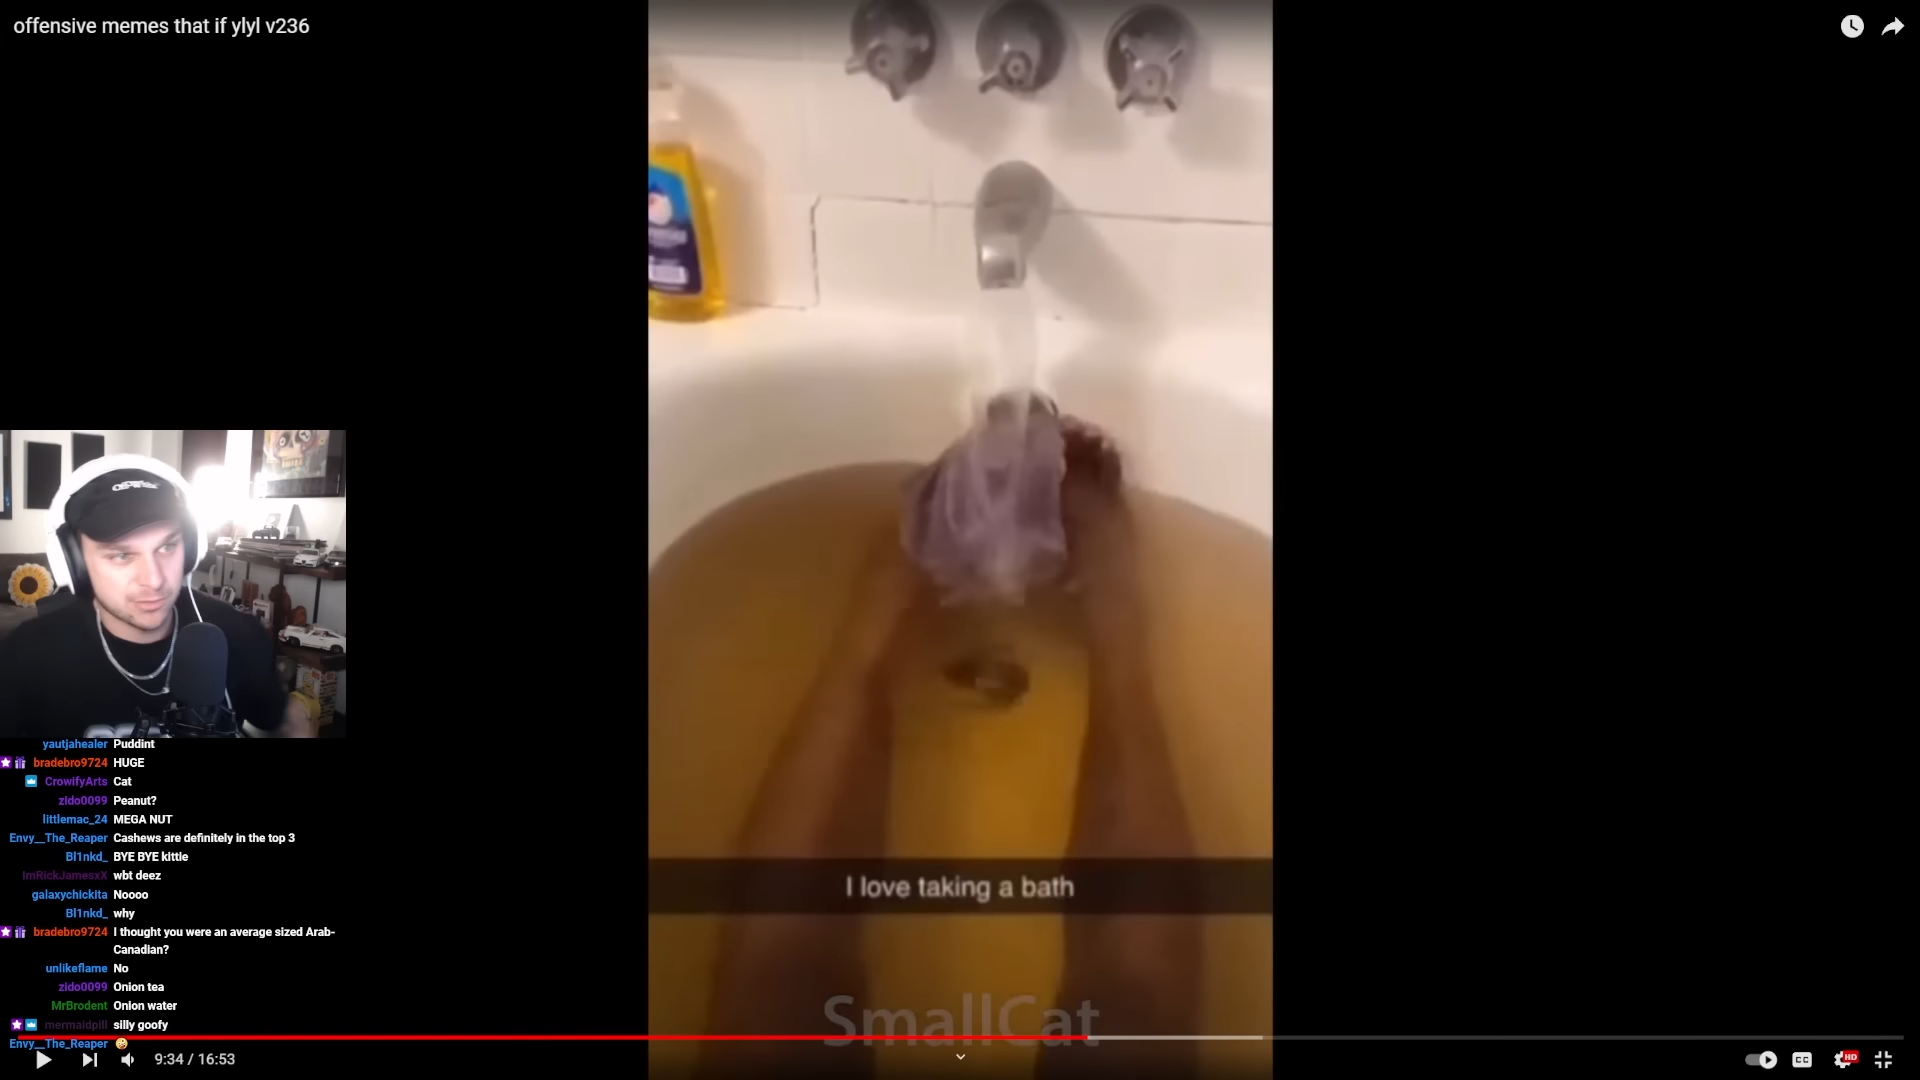 offensive memes that if ylyl v236
I love taking a bath
SmallCat
yautjahealer Puddint
bradebro9724 HUGE
CrowifyArts Cat
zido0099 Peanut?
littlemac_24 MEGA NUT
Envy__The_Reaper Cashews are definitely in the top 3
Bl1nkd_ BYE BYE kittie
ImRickJamesxX wbt deez
galaxychickita Noooo
Bl1nkd_ why
bradebro9724 I thought you were an average sized Arab-
Canadian?
unlikeflame No
zido0099 Onion tea
MrBrodent Onion water
mermaidpill silly goofy
Envy__The_Reaper
9:34 / 16:53
CC
HD